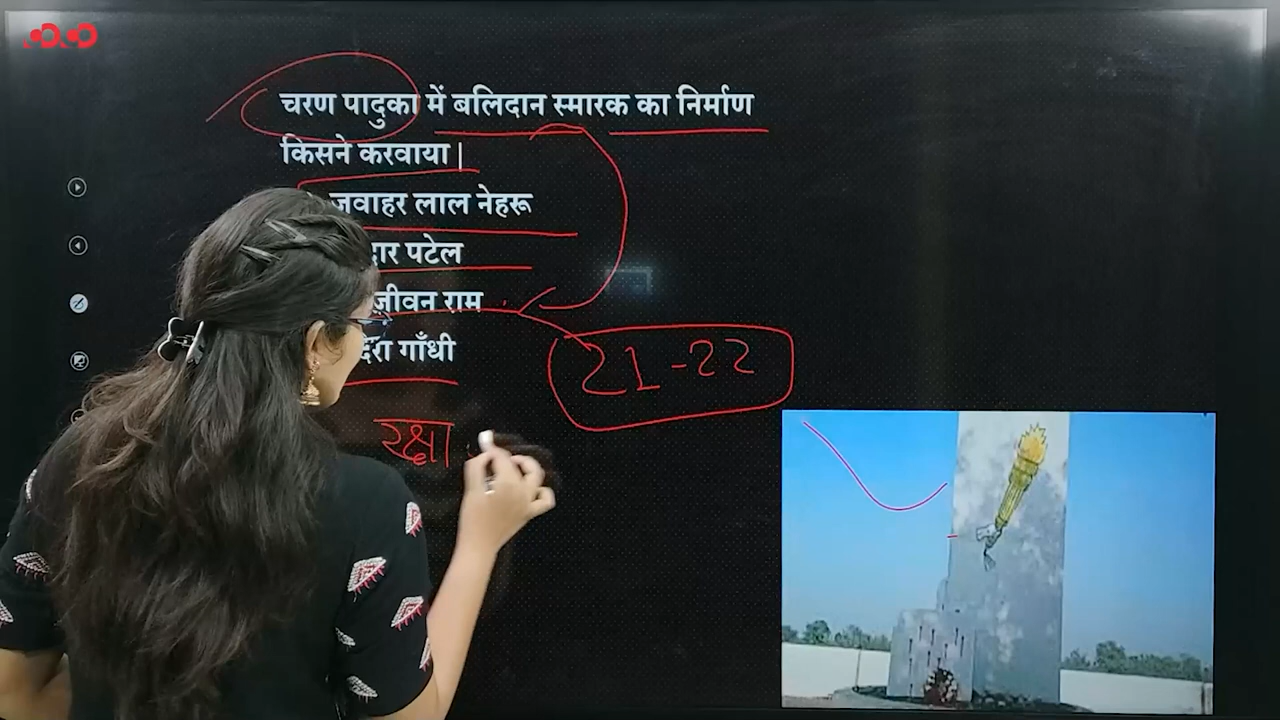 चरण पादुका में बलिदान स्मारक का निर्माण
किसने करवाया |
जवाहर लाल नेहरू
पटेल
जीवन राम
गाँधी
21-22
रक्षा